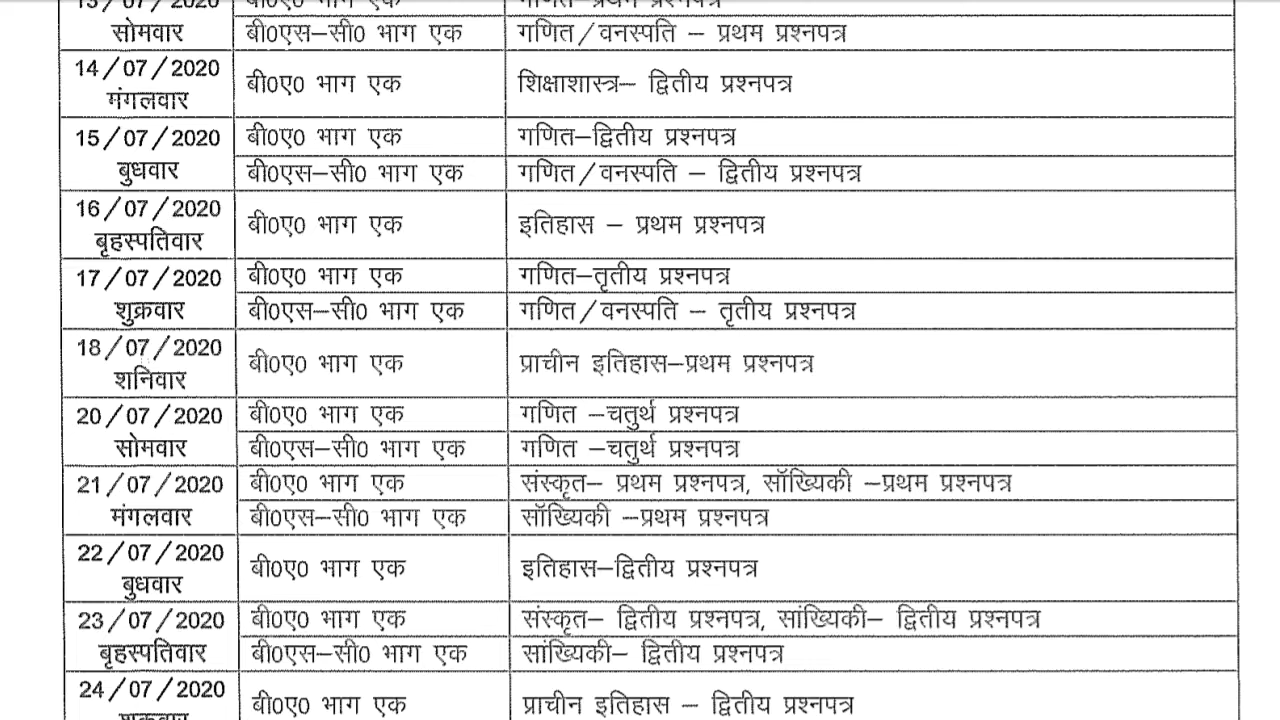 13/07/2020 बी0ए0 भाग एक गणित–प्रथम प्रश्नपत्र
सोमवार बी0एस–सी0 भाग एक गणित/वनस्पति – प्रथम प्रश्नपत्र
14/07/2020
मंगलवार बी0ए0 भाग एक शिक्षाशास्त्र– द्वितीय प्रश्नपत्र
15/07/2020 बी0ए0 भाग एक गणित–द्वितीय प्रश्नपत्र
बुधवार बी0एस–सी0 भाग एक गणित/वनस्पति – द्वितीय प्रश्नपत्र
16/07/2020
बृहस्पतिवार बी0ए0 भाग एक इतिहास – प्रथम प्रश्नपत्र
17/07/2020 बी0ए0 भाग एक गणित–तृतीय प्रश्नपत्र
शुक्रवार बी0एस–सी0 भाग एक गणित/वनस्पति – तृतीय प्रश्नपत्र
18/07/2020
शनिवार बी0ए0 भाग एक प्राचीन इतिहास–प्रथम प्रश्नपत्र
20/07/2020 बी0ए0 भाग एक गणित –चतुर्थ प्रश्नपत्र
सोमवार बी0एस–सी0 भाग एक गणित –चतुर्थ प्रश्नपत्र
21/07/2020 बी0ए0 भाग एक संस्कृत– प्रथम प्रश्नपत्र, सॉख्यिकी –प्रथम प्रश्नपत्र
मंगलवार बी0एस–सी0 भाग एक सॉख्यिकी –प्रथम प्रश्नपत्र
22/07/2020
बुधवार बी0ए0 भाग एक इतिहास–द्वितीय प्रश्नपत्र
23/07/2020 बी0ए0 भाग एक संस्कृत– द्वितीय प्रश्नपत्र, सांख्यिकी– द्वितीय प्रश्नपत्र
बृहस्पतिवार बी0एस–सी0 भाग एक सांख्यिकी– द्वितीय प्रश्नपत्र
24/07/2020 बी0ए0 भाग एक प्राचीन इतिहास – द्वितीय प्रश्नपत्र
शुक्रवार